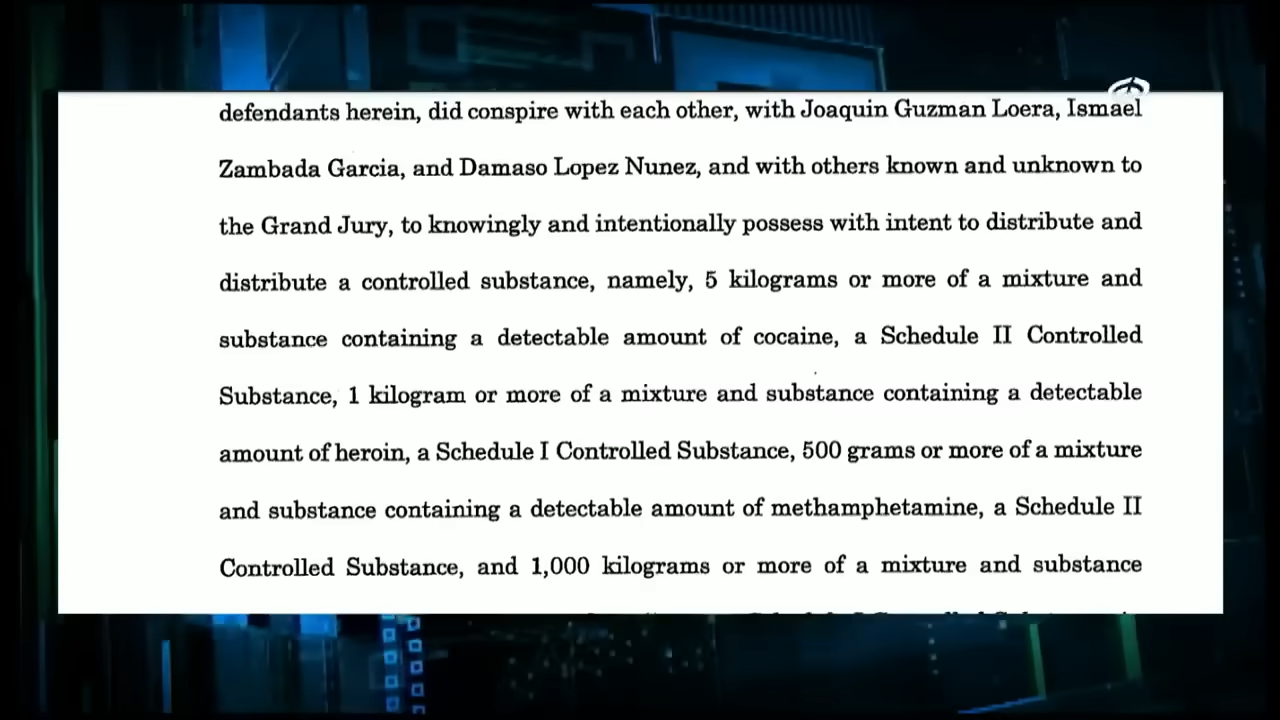 defendants herein, did conspire with each other, with Joaquin Guzman Loera, Ismael
Zambada Garcia, and Damaso Lopez Nunez, and with others known and unknown to
the Grand Jury, to knowingly and intentionally possess with intent to distribute and
distribute a controlled substance, namely, 5 kilograms or more of a mixture and
substance containing a detectable amount of cocaine, a Schedule II Controlled
Substance, 1 kilogram or more of a mixture and substance containing a detectable
amount of heroin, a Schedule I Controlled Substance, 500 grams or more of a mixture
and substance containing a detectable amount of methamphetamine, a Schedule II
Controlled Substance, and 1,000 kilograms or more of a mixture and substance